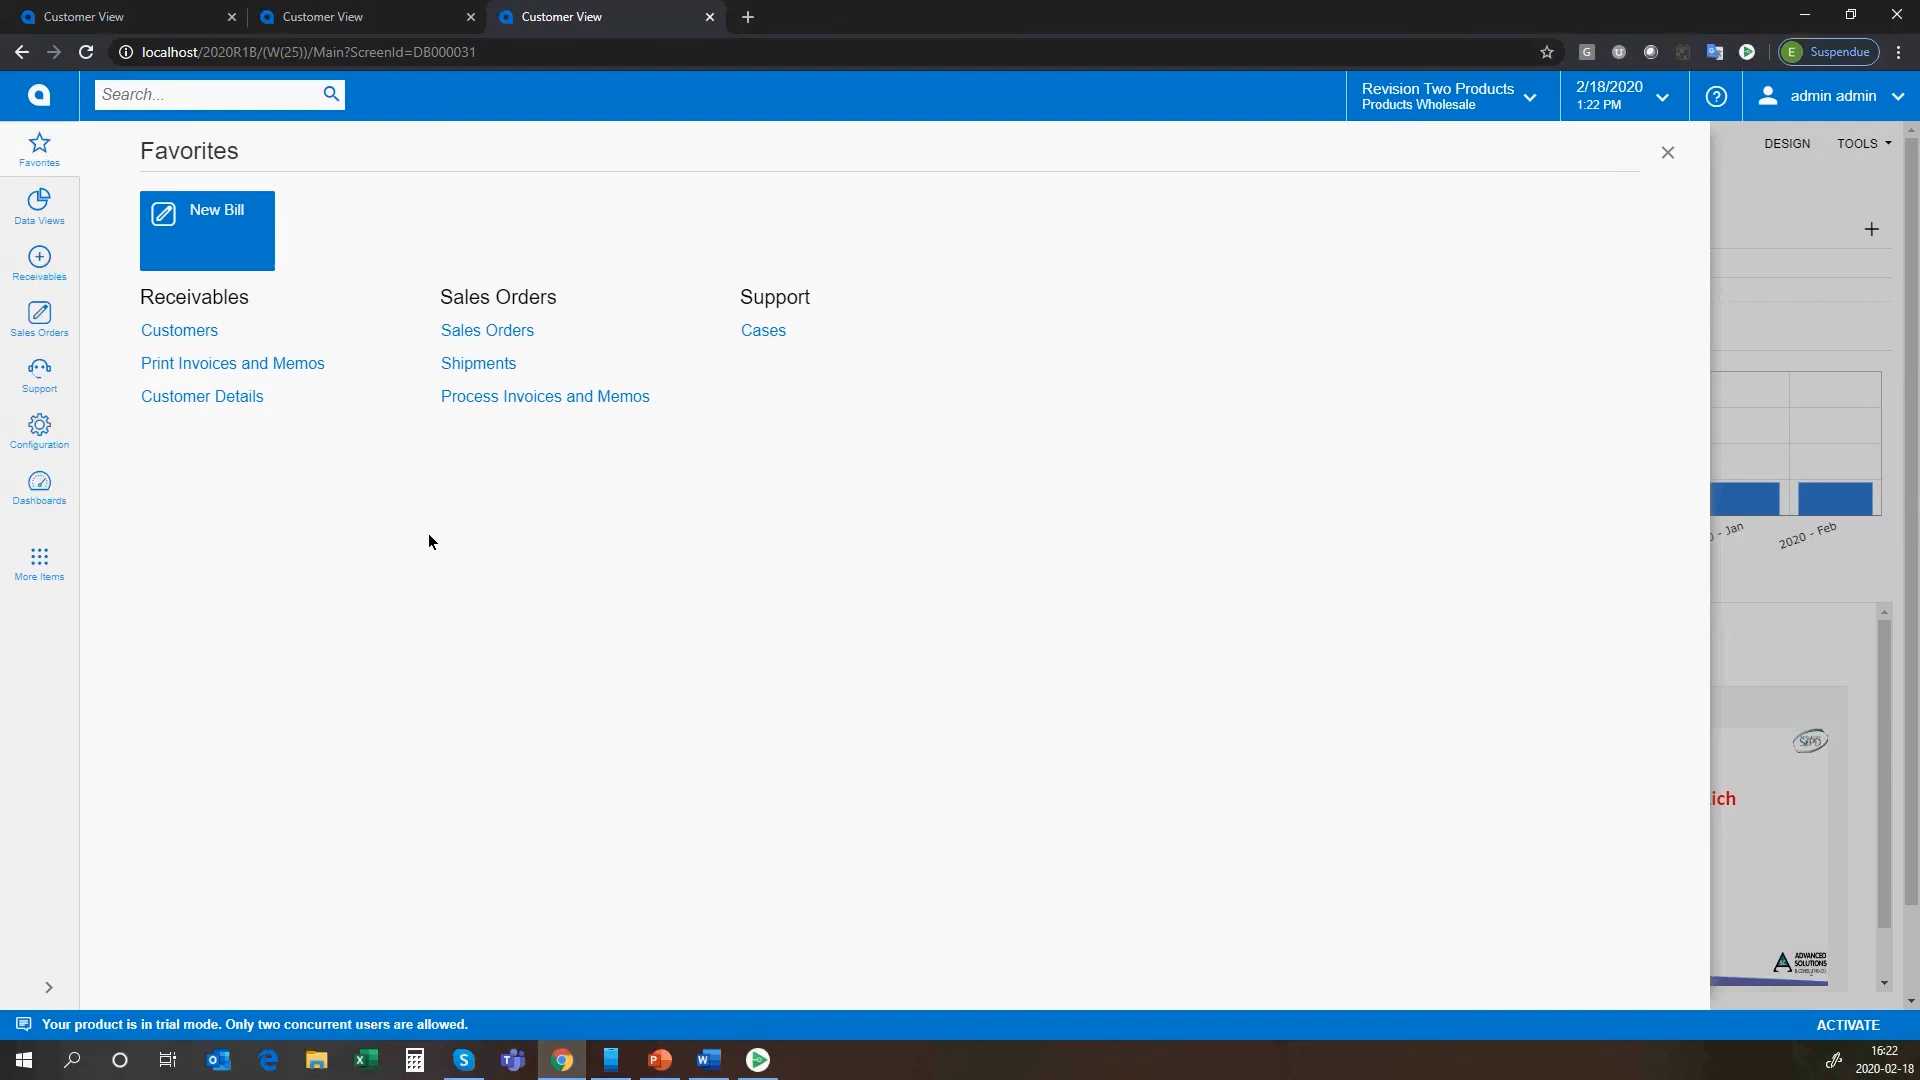 Customer View
Customer View
Customer View
localhost/2020R1B/(W(25))/Main?ScreenId=DB000031
G
E Suspendue
Search...
Revision Two Products
Products Wholesale
2/18/2020
1:22 PM
admin admin
Favorites
Data Views
Receivables
Sales Orders
Support
Configuration
Dashboards
More Items
Favorites
New Bill
Receivables
Customers
Print Invoices and Memos
Customer Details
Sales Orders
Sales Orders
Shipments
Process Invoices and Memos
Support
Cases
DESIGN
TOOLS
- Jan
2020 - Feb
ich
ADVANCED
SOLUTIONS
Your product is in trial mode. Only two concurrent users are allowed.
ACTIVATE
16:22
2020-02-18